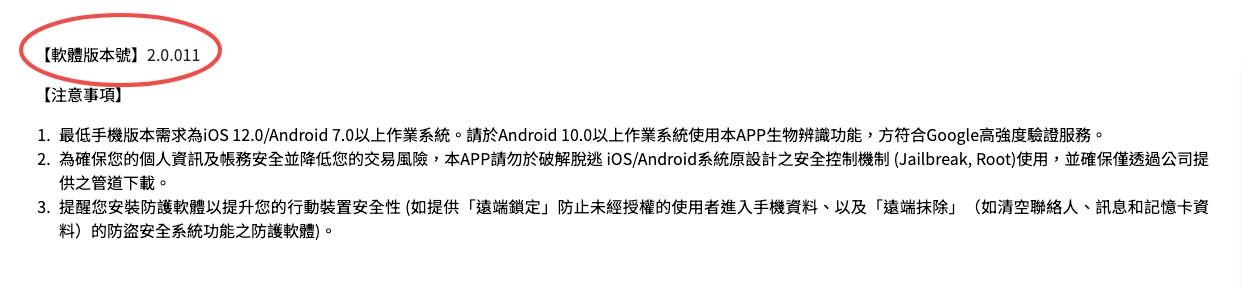 【軟體版本號】2.0.011
【注意事項】
1. 最低手機版本需求為iOS 12.0/Android 7.0以上作業系統。請於Android 10.0以上作業系統使用本APP生物辨識功能，方符合Google高強度驗證服務。
2. 為確保您的個人資訊及帳務安全並降低您的交易風險，本APP請勿於破解脫逃 iOS/Android系統原設計之安全控制機制 (Jailbreak, Root)使用，並確保僅透過公司提
供之管道下載。
3. 提醒您安裝防護軟體以提升您的行動裝置安全性 (如提供「遠端鎖定」防止未經授權的使用者進入手機資料、以及「遠端抹除」（如清空聯絡人、訊息和記憶卡資
料）的防盜安全系統功能之防護軟體)。